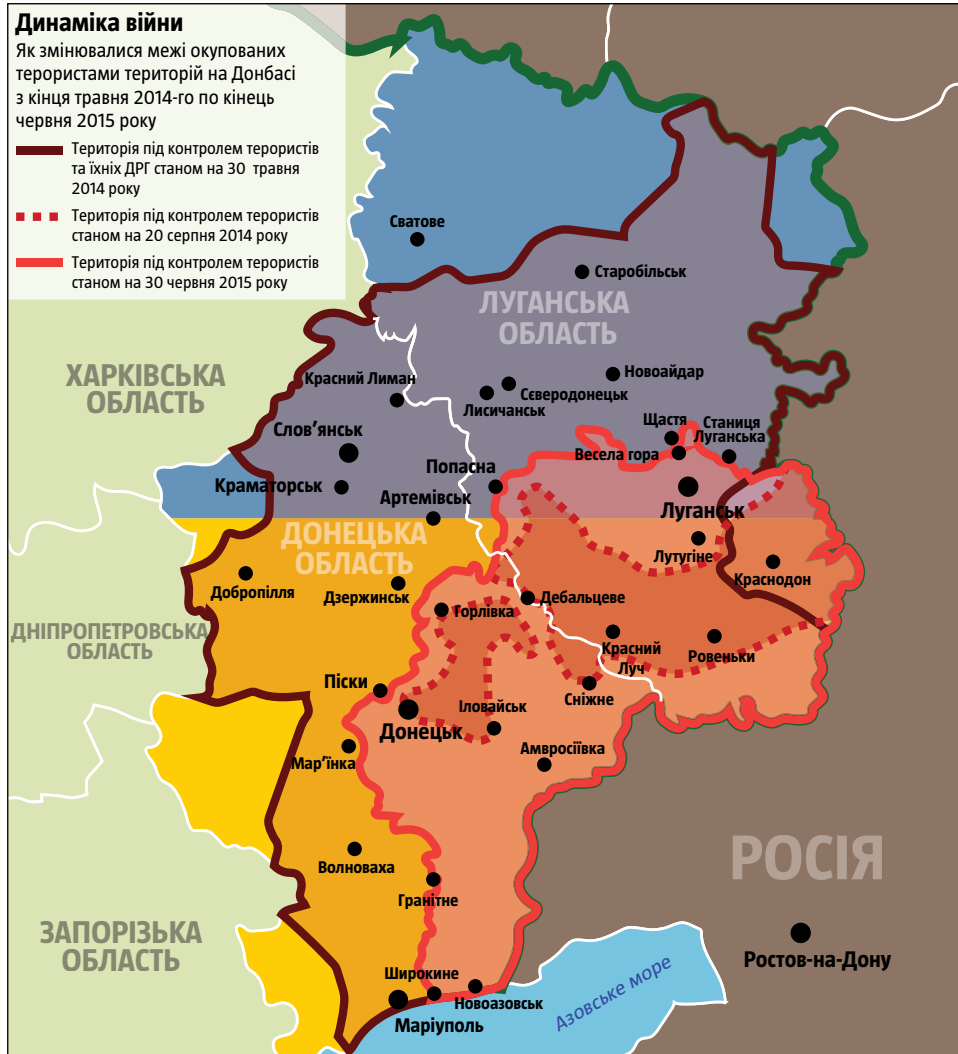 Динаміка війни
Як змінювалися межі окупованих
терористами територій на Донбасі
з кінця травня 2014-го по кінець
червня 2015 року
Територія під контролем терористів
та їхніх ДРГ станом на 30 травня
2014 року
Територія під контролем терористів
станом на 20 серпня 2014 року
Територія під контролем терористів
станом на 30 червня 2015 року
Сватове
Старобільськ
ЛУГАНСЬКА
ОБЛАСТЬ
ХАРКІВСЬКА
ОБЛАСТЬ
Красний Лиман
Новоайдар
Сєверодонецьк
Лисичанськ
Слов’янськ
Щастя
Станиця
Луганська
Весела гора
Попасна
Краматорськ
Артемівськ
Луганськ
ДОНЕЦЬКА
ОБЛАСТЬ
Лутугіне
Краснодон
Добропілля
Дзержинськ
Дебальцеве
Горлівка
ДНІПРОПЕТРОВСЬКА
ОБЛАСТЬ
Красний
Луч
Ровеньки
Піски
Сніжне
Іловайськ
Донецьк
Амвросіївка
Мар’їнка
РОСІЯ
Волноваха
Гранітне
ЗАПОРІЗЬКА
ОБЛАСТЬ
Ростов-на-Дону
Широкине
Новоазовськ
Азовське море
Маріуполь